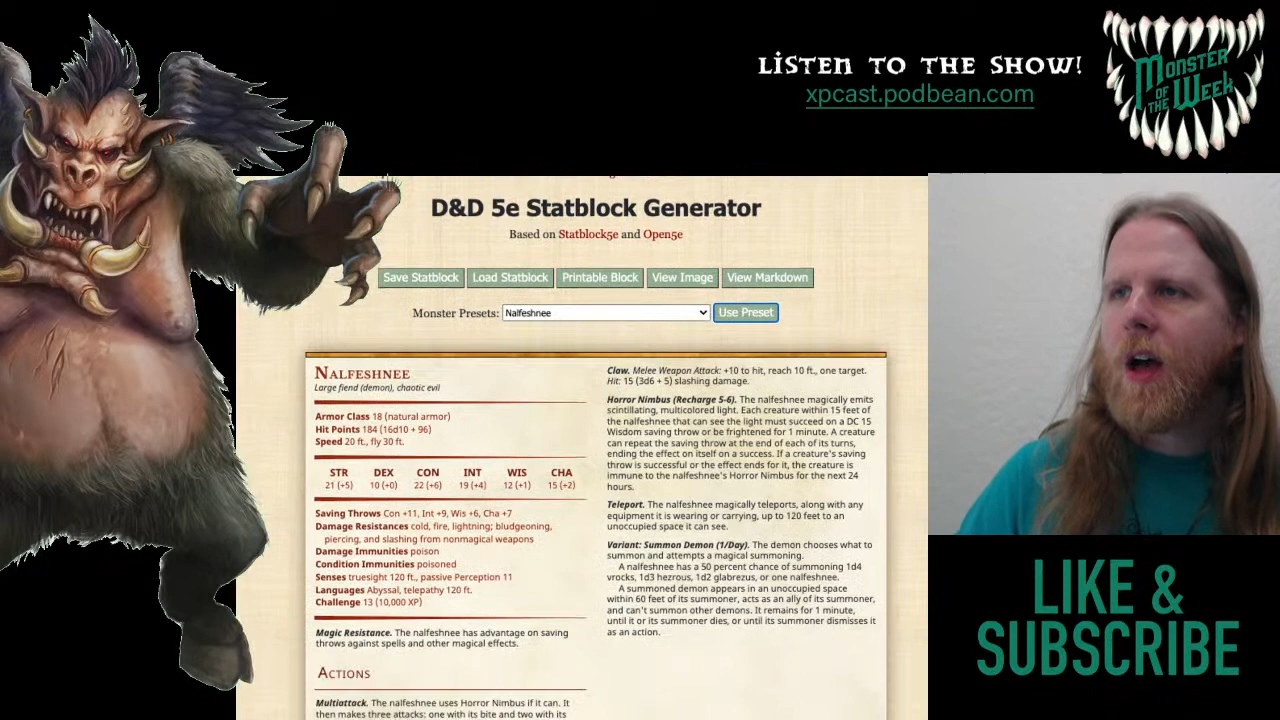 LISTEN TO THE SHOW!
xpcast.podbean.com
MONSTER
OF THE WEEK
D&D 5e Statblock Generator
Based on Statblock5e and Open5e
Save Statblock Load Statblock Printable Block View Image View Markdown
Monster Presets: Nalfeshnee Use Preset
NALFESHNEE
Large fiend (demon), chaotic evil
Armor Class 18 (natural armor)
Hit Points 184 (16d10 + 96)
Speed 20 ft., fly 30 ft.
STR DEX CON INT WIS CHA
21 (+5) 10 (+0) 22 (+6) 19 (+4) 12 (+1) 15 (+2)
Saving Throws Con +11, Int +9, Wis +6, Cha +7
Damage Resistances cold, fire, lightning; bludgeoning,
piercing, and slashing from nonmagical weapons
Damage Immunities poison
Condition Immunities poisoned
Senses truesight 120 ft., passive Perception 11
Languages Abyssal, telepathy 120 ft.
Challenge 13 (10,000 XP)
Magic Resistance. The nalfeshnee has advantage on saving
throws against spells and other magical effects.
ACTIONS
Multiattack. The nalfeshnee uses Horror Nimbus if it can. It
then makes three attacks: one with its bite and two with its
Claw. Melee Weapon Attack: +10 to hit, reach 10 ft., one target.
Hit: 15 (3d6 + 5) slashing damage.
Horror Nimbus (Recharge 5-6). The nalfeshnee magically emits
scintillating, multicolored light. Each creature within 15 feet of
the nalfeshnee that can see the light must succeed on a DC 15
Wisdom saving throw or be frightened for 1 minute. A creature
can repeat the saving throw at the end of each of its turns,
ending the effect on itself on a success. If a creature's saving
throw is successful or the effect ends for it, the creature is
immune to the nalfeshnee's Horror Nimbus for the next 24
hours.
Teleport. The nalfeshnee magically teleports, along with any
equipment it is wearing or carrying, up to 120 feet to an
unoccupied space it can see.
Variant: Summon Demon (1/Day). The demon chooses what to
summon and attempts a magical summoning.
A nalfeshnee has a 50 percent chance of summoning 1d4
vrocks, 1d3 hezrous, 1d2 glabrezus, or one nalfeshnee.
A summoned demon appears in an unoccupied space
within 60 feet of its summoner, acts as an ally of its summoner,
and can't summon other demons. It remains for 1 minute,
until it or its summoner dies, or until its summoner dismisses it
as an action.
LIKE &
SUBSCRIBE